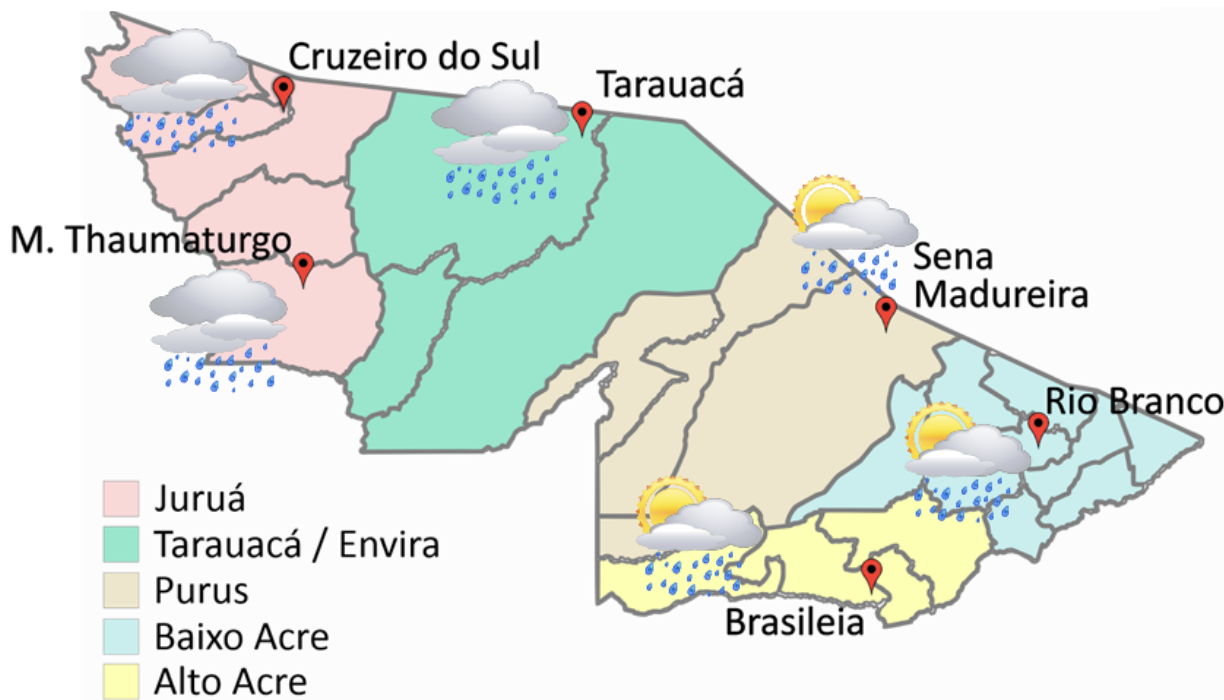 Cruzeiro do Sul
Tarauacá
M. Thaumaturgo
Sena
Madureira
Rio Branco
Brasileia
Juruá
Tarauacá / Envira
Purus
Baixo Acre
Alto Acre